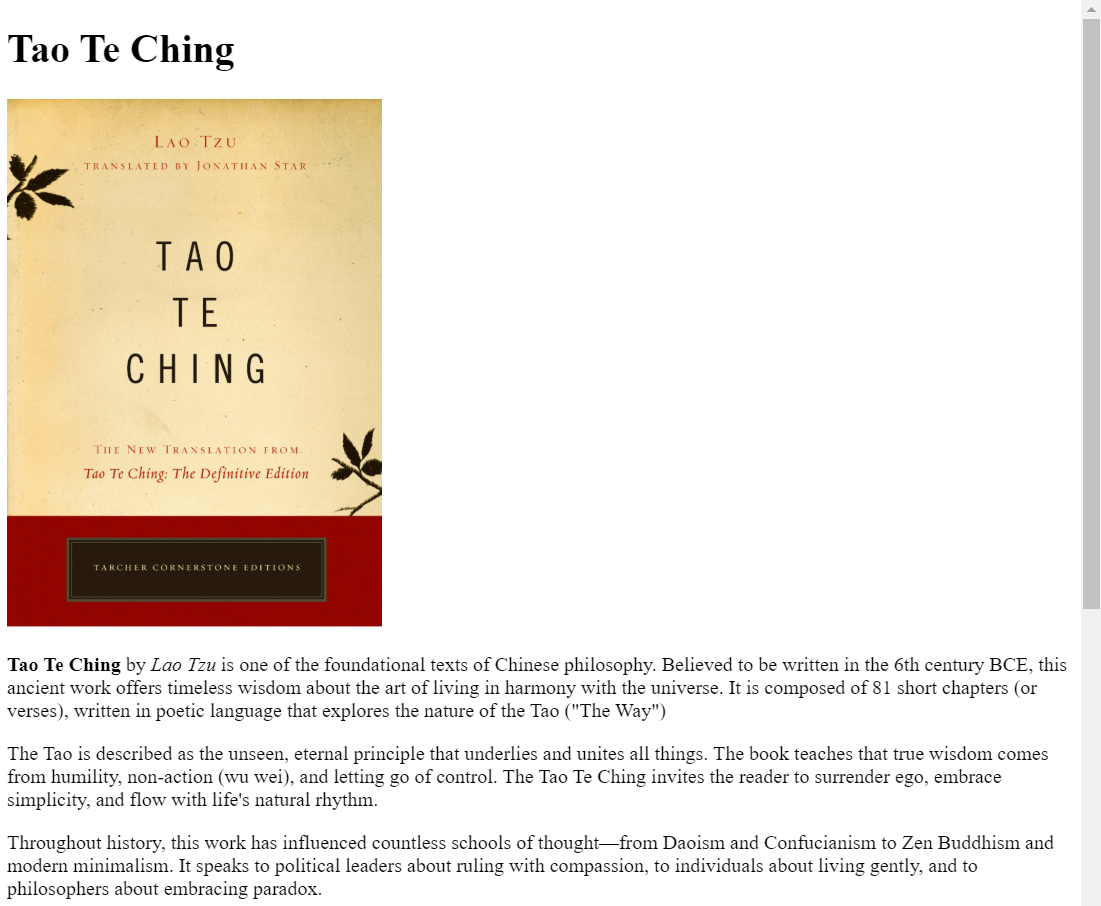 Tao Te Ching
LAO TZU
TRANSLATED BY JONATHAN STAR
TAO
TE
CHING
THE NEW TRANSLATION FROM
Tao Te Ching: The Definitive Edition
TARCHER CORNERSTONE EDITIONS
Tao Te Ching by Lao Tzu is one of the foundational texts of Chinese philosophy. Believed to be written in the 6th century BCE, this
ancient work offers timeless wisdom about the art of living in harmony with the universe. It is composed of 81 short chapters (or
verses), written in poetic language that explores the nature of the Tao ("The Way")
The Tao is described as the unseen, eternal principle that underlies and unites all things. The book teaches that true wisdom comes
from humility, non-action (wu wei), and letting go of control. The Tao Te Ching invites the reader to surrender ego, embrace
simplicity, and flow with life's natural rhythm.
Throughout history, this work has influenced countless schools of thought—from Daoism and Confucianism to Zen Buddhism and
modern minimalism. It speaks to political leaders about ruling with compassion, to individuals about living gently, and to
philosophers about embracing paradox.